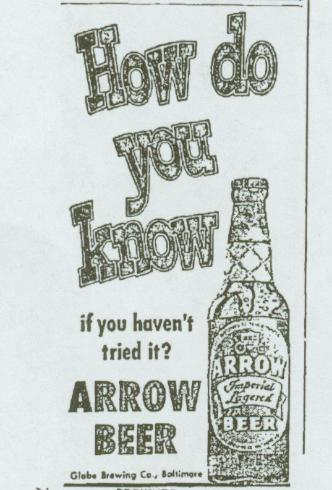 How do
you
know
if you haven't
tried it?
ARROW
BEER
Globe Brewing Co., Baltimore
ARROW
Imperial
Lagered
BEER